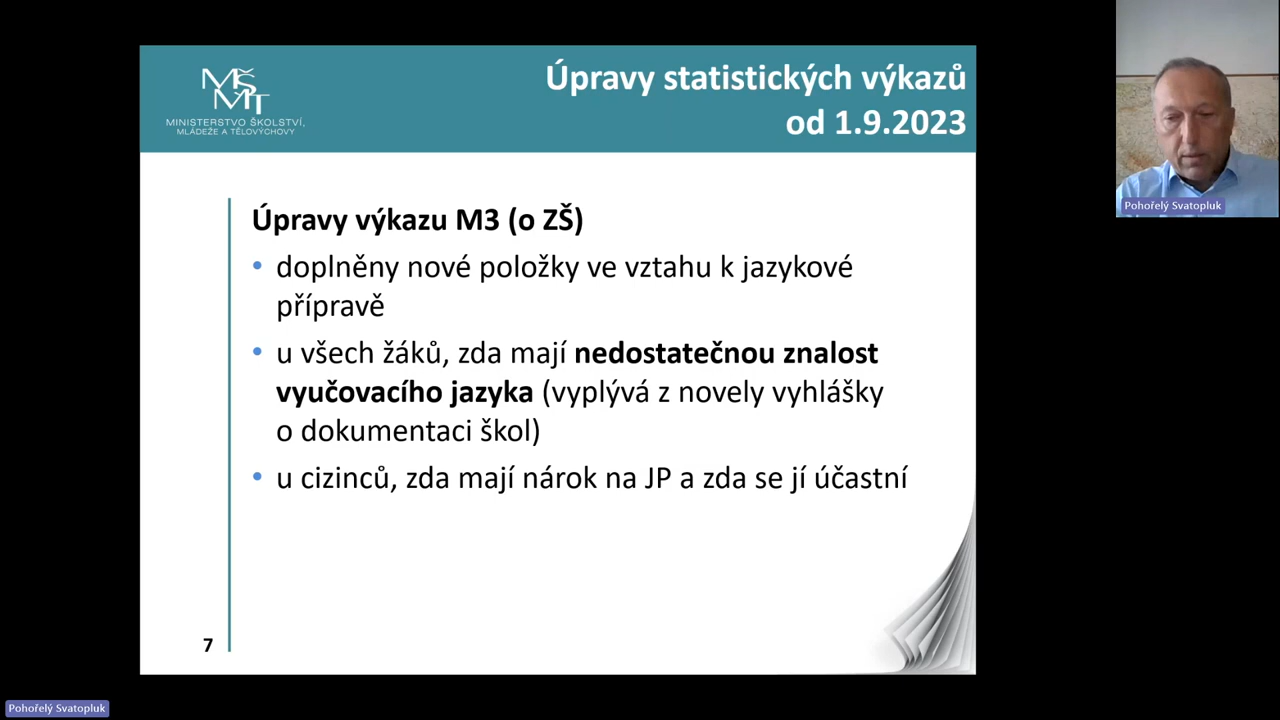 MŠMT
MINISTERSTVO ŠKOLSTVÍ,
MLÁDEŽE A TĚLOVÝCHOVY
Úpravy statistických výkazů
od 1.9.2023
Úpravy výkazu M3 (o ZŠ)
• doplněny nové položky ve vztahu k jazykové
přípravě
• u všech žáků, zda mají nedostatečnou znalost
vyučovacího jazyka (vyplývá z novely vyhlášky
o dokumentaci škol)
• u cizinců, zda mají nárok na JP a zda se jí účastní
7
Pohořelý Svatopluk
Pohořelý Svatopluk